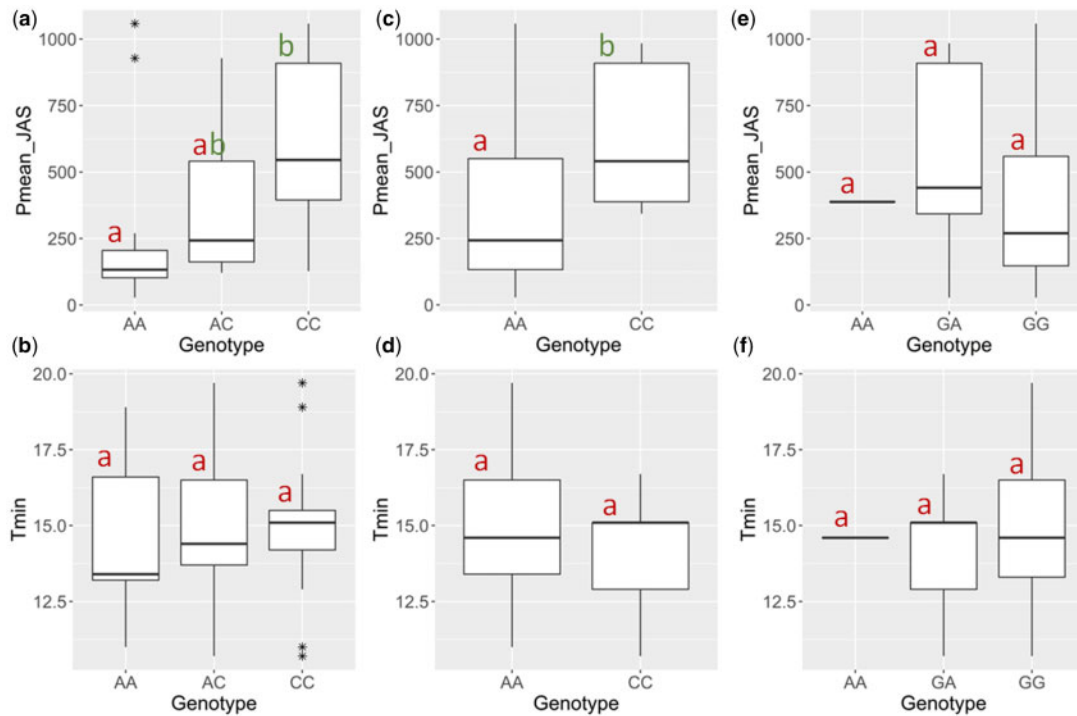 (a)
Pmean_JAS
1000
750
500
250
0
a
a b
b
AA AC CC
Genotype
(c)
Pmean_JAS
1000
750
500
250
0
a
b
AA CC
Genotype
(e)
Pmean_JAS
1000
750
500
250
0
a
a
a
AA GA GG
Genotype
(b)
Tmin
20.0
17.5
15.0
12.5
a
a
a
AA AC CC
Genotype
(d)
Tmin
20.0
17.5
15.0
12.5
a
a
AA CC
Genotype
(f)
Tmin
20.0
17.5
15.0
12.5
a
a
a
AA GA GG
Genotype